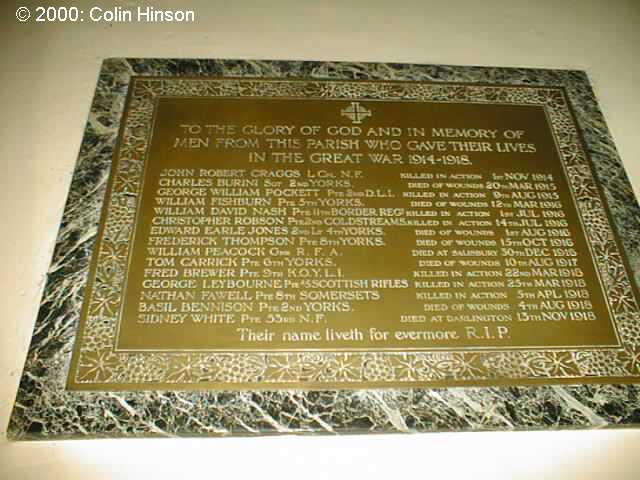 © 2000: Colin Hinson
TO THE GLORY OF GOD AND IN MEMORY OF
MEN FROM THIS PARISH WHO GAVE THEIR LIVES
IN THE GREAT WAR 1914-1918.
JOHN ROBERT CRAGGS L CPL N.F. KILLED IN ACTION 1ST NOV 1914
CHARLES BURINI SGT 2ND YORKS. DIED OF WOUNDS 20TH MAR 1915
GEORGE WILLIAM POCKETT PTE 2ND D.L.I. KILLED IN ACTION 9TH AUG 1915
WILLIAM FISHBURN PTE 5TH YORKS. DIED OF WOUNDS 12TH MAR 1916
WILLIAM DAVID NASH PTE 11TH BORDER REGT KILLED IN ACTION 1ST JUL 1916
CHRISTOPHER ROBSON PTE 2ND COLDSTREAMS. KILLED IN ACTION 14TH JUL 1916
EDWARD EARLE JONES 2ND LT 4TH YORKS. DIED OF WOUNDS 1ST AUG 1916
FREDERICK THOMPSON PTE 8TH YORKS. DIED OF WOUNDS 15TH OCT 1916
WILLIAM PEACOCK GNR R.F.A. DIED AT SALISBURY 30TH DEC 1916
TOM CARRICK PTE 6TH YORKS. DIED OF WOUNDS 10TH AUG 1917
FRED BREWER PTE 9TH K.O.Y.L.I. KILLED IN ACTION 22ND MAR 1918
GEORGE LEYBOURNE PTE SCOTTISH RIFLES KILLED IN ACTION 25TH MAR 1918
NATHAN FAWELL PTE 8TH SOMERSETS KILLED IN ACTION 5TH APL 1918
BASIL BENNISON PTE 2ND YORKS. DIED OF WOUNDS 4TH AUG 1918
SIDNEY WHITE PTE 53RD N.F. DIED AT DARLINGTON 13TH NOV 1918
Their name liveth for evermore R.I.P.